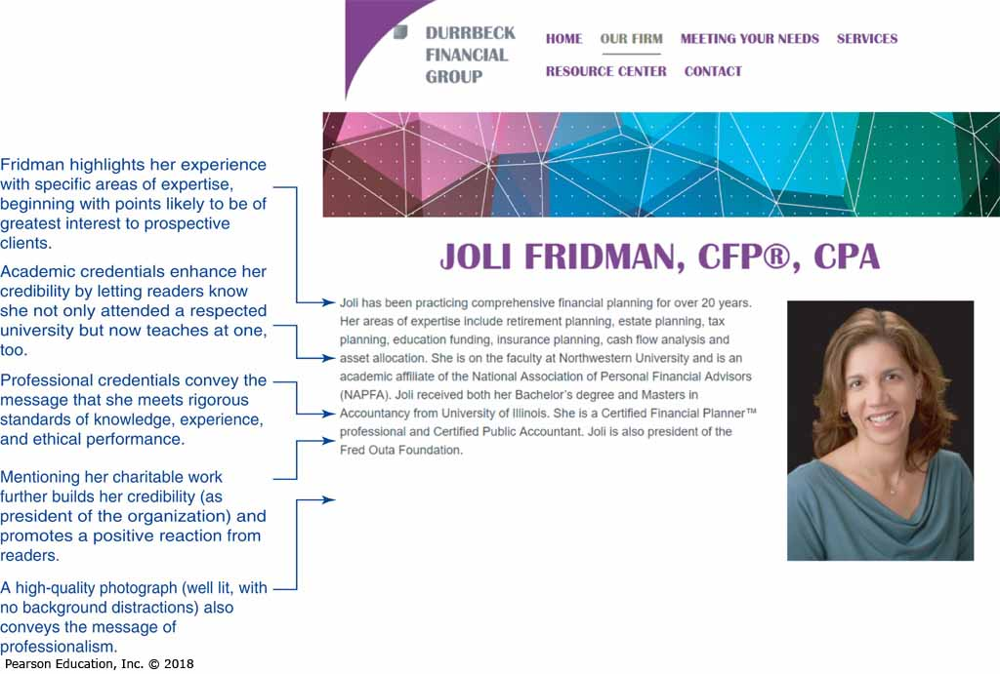 DURRBECK
FINANCIAL
GROUP
HOME OUR FIRM MEETING YOUR NEEDS SERVICES
RESOURCE CENTER CONTACT
Fridman highlights her experience
with specific areas of expertise,
beginning with points likely to be of
greatest interest to prospective
clients.
Academic credentials enhance her
credibility by letting readers know
she not only attended a respected
university but now teaches at one,
too.
Professional credentials convey the
message that she meets rigorous
standards of knowledge, experience,
and ethical performance.
Mentioning her charitable work
further builds her credibility (as
president of the organization) and
promotes a positive reaction from
readers.
A high-quality photograph (well lit, with
no background distractions) also
conveys the message of
professionalism.
JOLI FRIDMAN, CFP®, CPA
Joli has been practicing comprehensive financial planning for over 20 years.
Her areas of expertise include retirement planning, estate planning, tax
planning, education funding, insurance planning, cash flow analysis and
asset allocation. She is on the faculty at Northwestern University and is an
academic affiliate of the National Association of Personal Financial Advisors
(NAPFA). Joli received both her Bachelor's degree and Masters in
Accountancy from University of Illinois. She is a Certified Financial Planner™
professional and Certified Public Accountant. Joli is also president of the
Fred Outa Foundation.
Pearson Education, Inc. © 2018